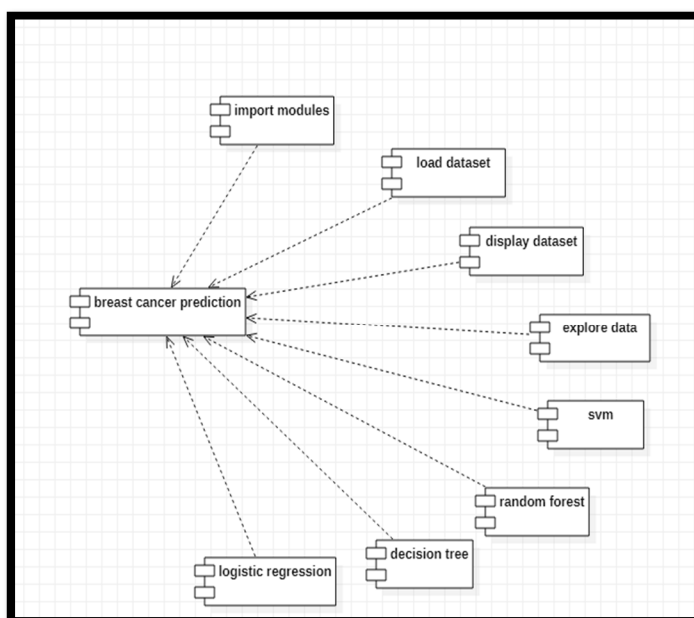 import modules
load dataset
display dataset
breast cancer prediction
explore data
svm
random forest
decision tree
logistic regression